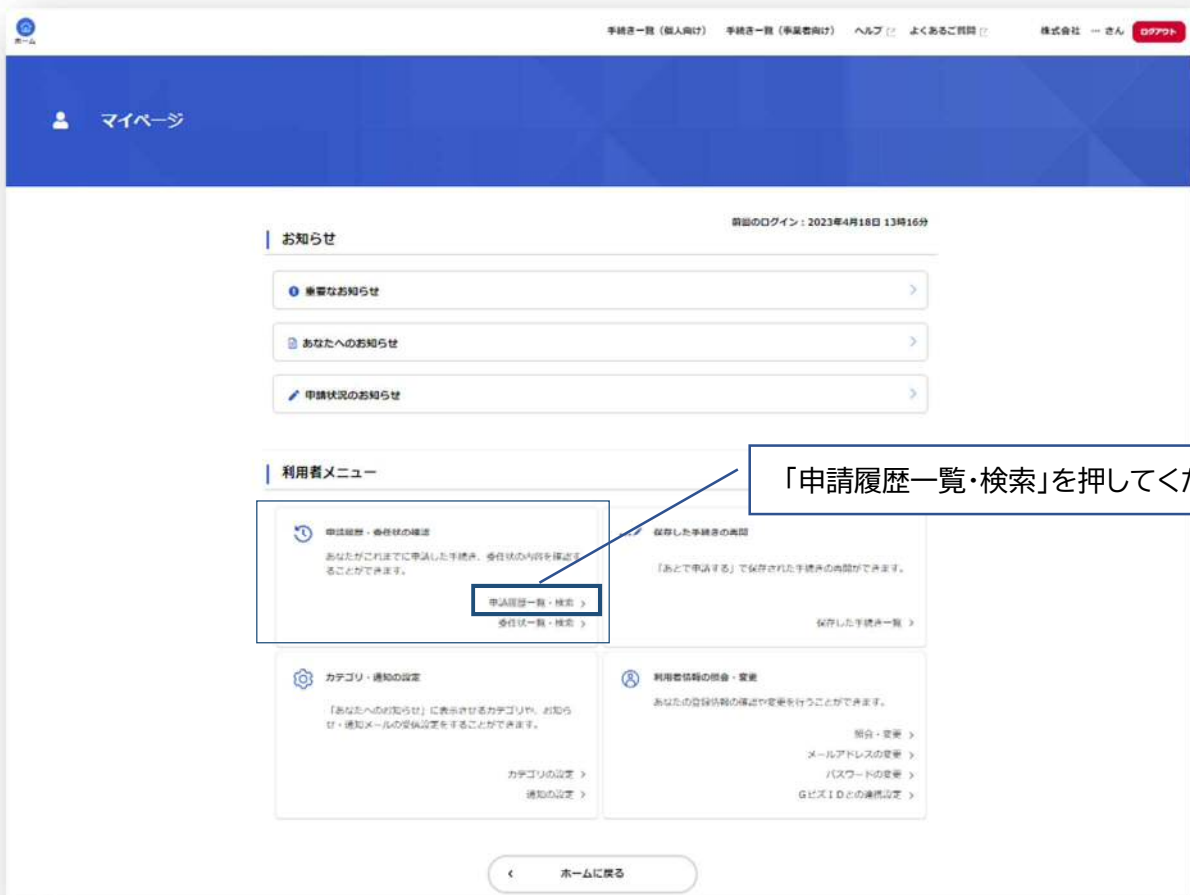 ホーム
手続き一覧（個人向け） 手続き一覧（事業者向け） ヘルプ よくあるご質問 株式会社 … さん ログアウト
マイページ
前回のログイン：2023年4月18日 13時16分
お知らせ
重要なお知らせ
あなたへのお知らせ
申請状況のお知らせ
利用者メニュー
「申請履歴一覧・検索」を押してくだ
申請履歴・委任状の確認
あなたがこれまでに申請した手続き、委任状の内容を確認す
ることができます。
申請履歴一覧・検索
委任状一覧・検索
保存した手続きの再開
「あとで申請する」で保存された手続きの再開ができます。
保存した手続き一覧
カテゴリ・通知の設定
「あなたへのお知らせ」に表示させるカテゴリや、お知ら
せ・通知メールの受信設定をすることができます。
カテゴリの設定
通知の設定
利用者情報の照会・変更
あなたの登録情報の確認や変更を行うことができます。
照会・変更
メールアドレスの変更
パスワードの変更
GビズIDとの連携設定
ホームに戻る